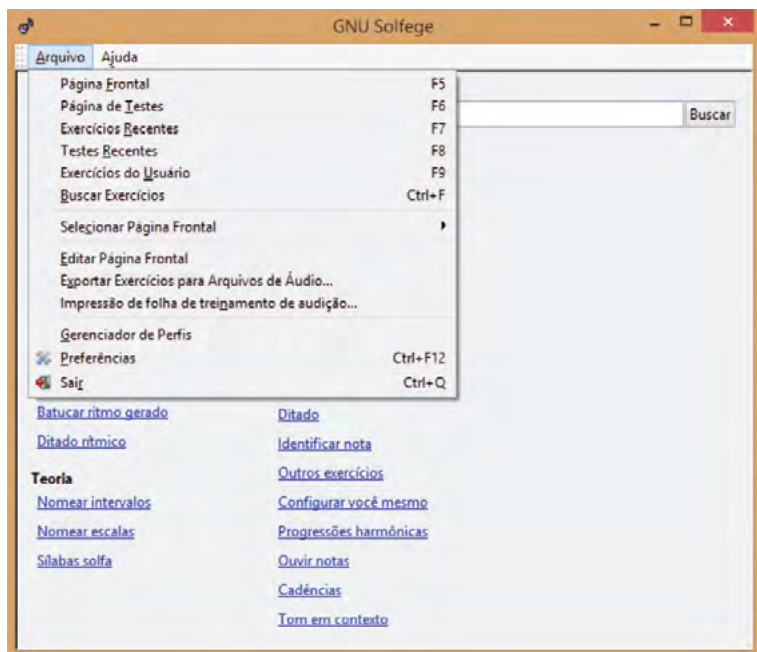 GNU Solfege
Arquivo Ajuda
Página Frontal F5
Página de Testes F6
Exercícios Recentes F7
Testes Recentes F8
Exercícios do Usuário F9
Buscar Exercícios Ctrl+F
Selecionar Página Frontal
Editar Página Frontal
Exportar Exercícios para Arquivos de Áudio...
Impressão de folha de treinamento de audição...
Gerenciador de Perfis
Preferências Ctrl+F12
Sair Ctrl+Q
Buscar
Batucar ritmo gerado
Ditado rítmico
Teoria
Nomear intervalos
Nomear escalas
Sílabas solfa
Ditado
Identificar nota
Outros exercícios
Configurar você mesmo
Progressões harmônicas
Ouvir notas
Cadências
Tom em contexto